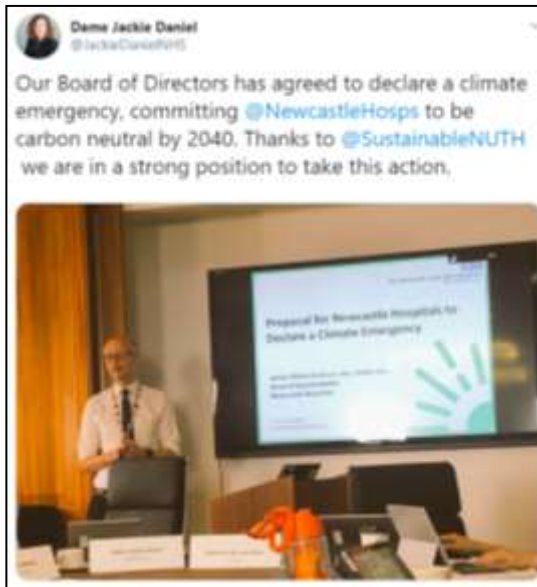 Dame Jackie Daniel
@JackieDanielNHS
Our Board of Directors has agreed to declare a climate
emergency, committing @NewcastleHosps to be
carbon neutral by 2040. Thanks to @SustainableNUTH
we are in a strong position to take this action.
Proposal for Newcastle Hospitals to
Declare a Climate Emergency